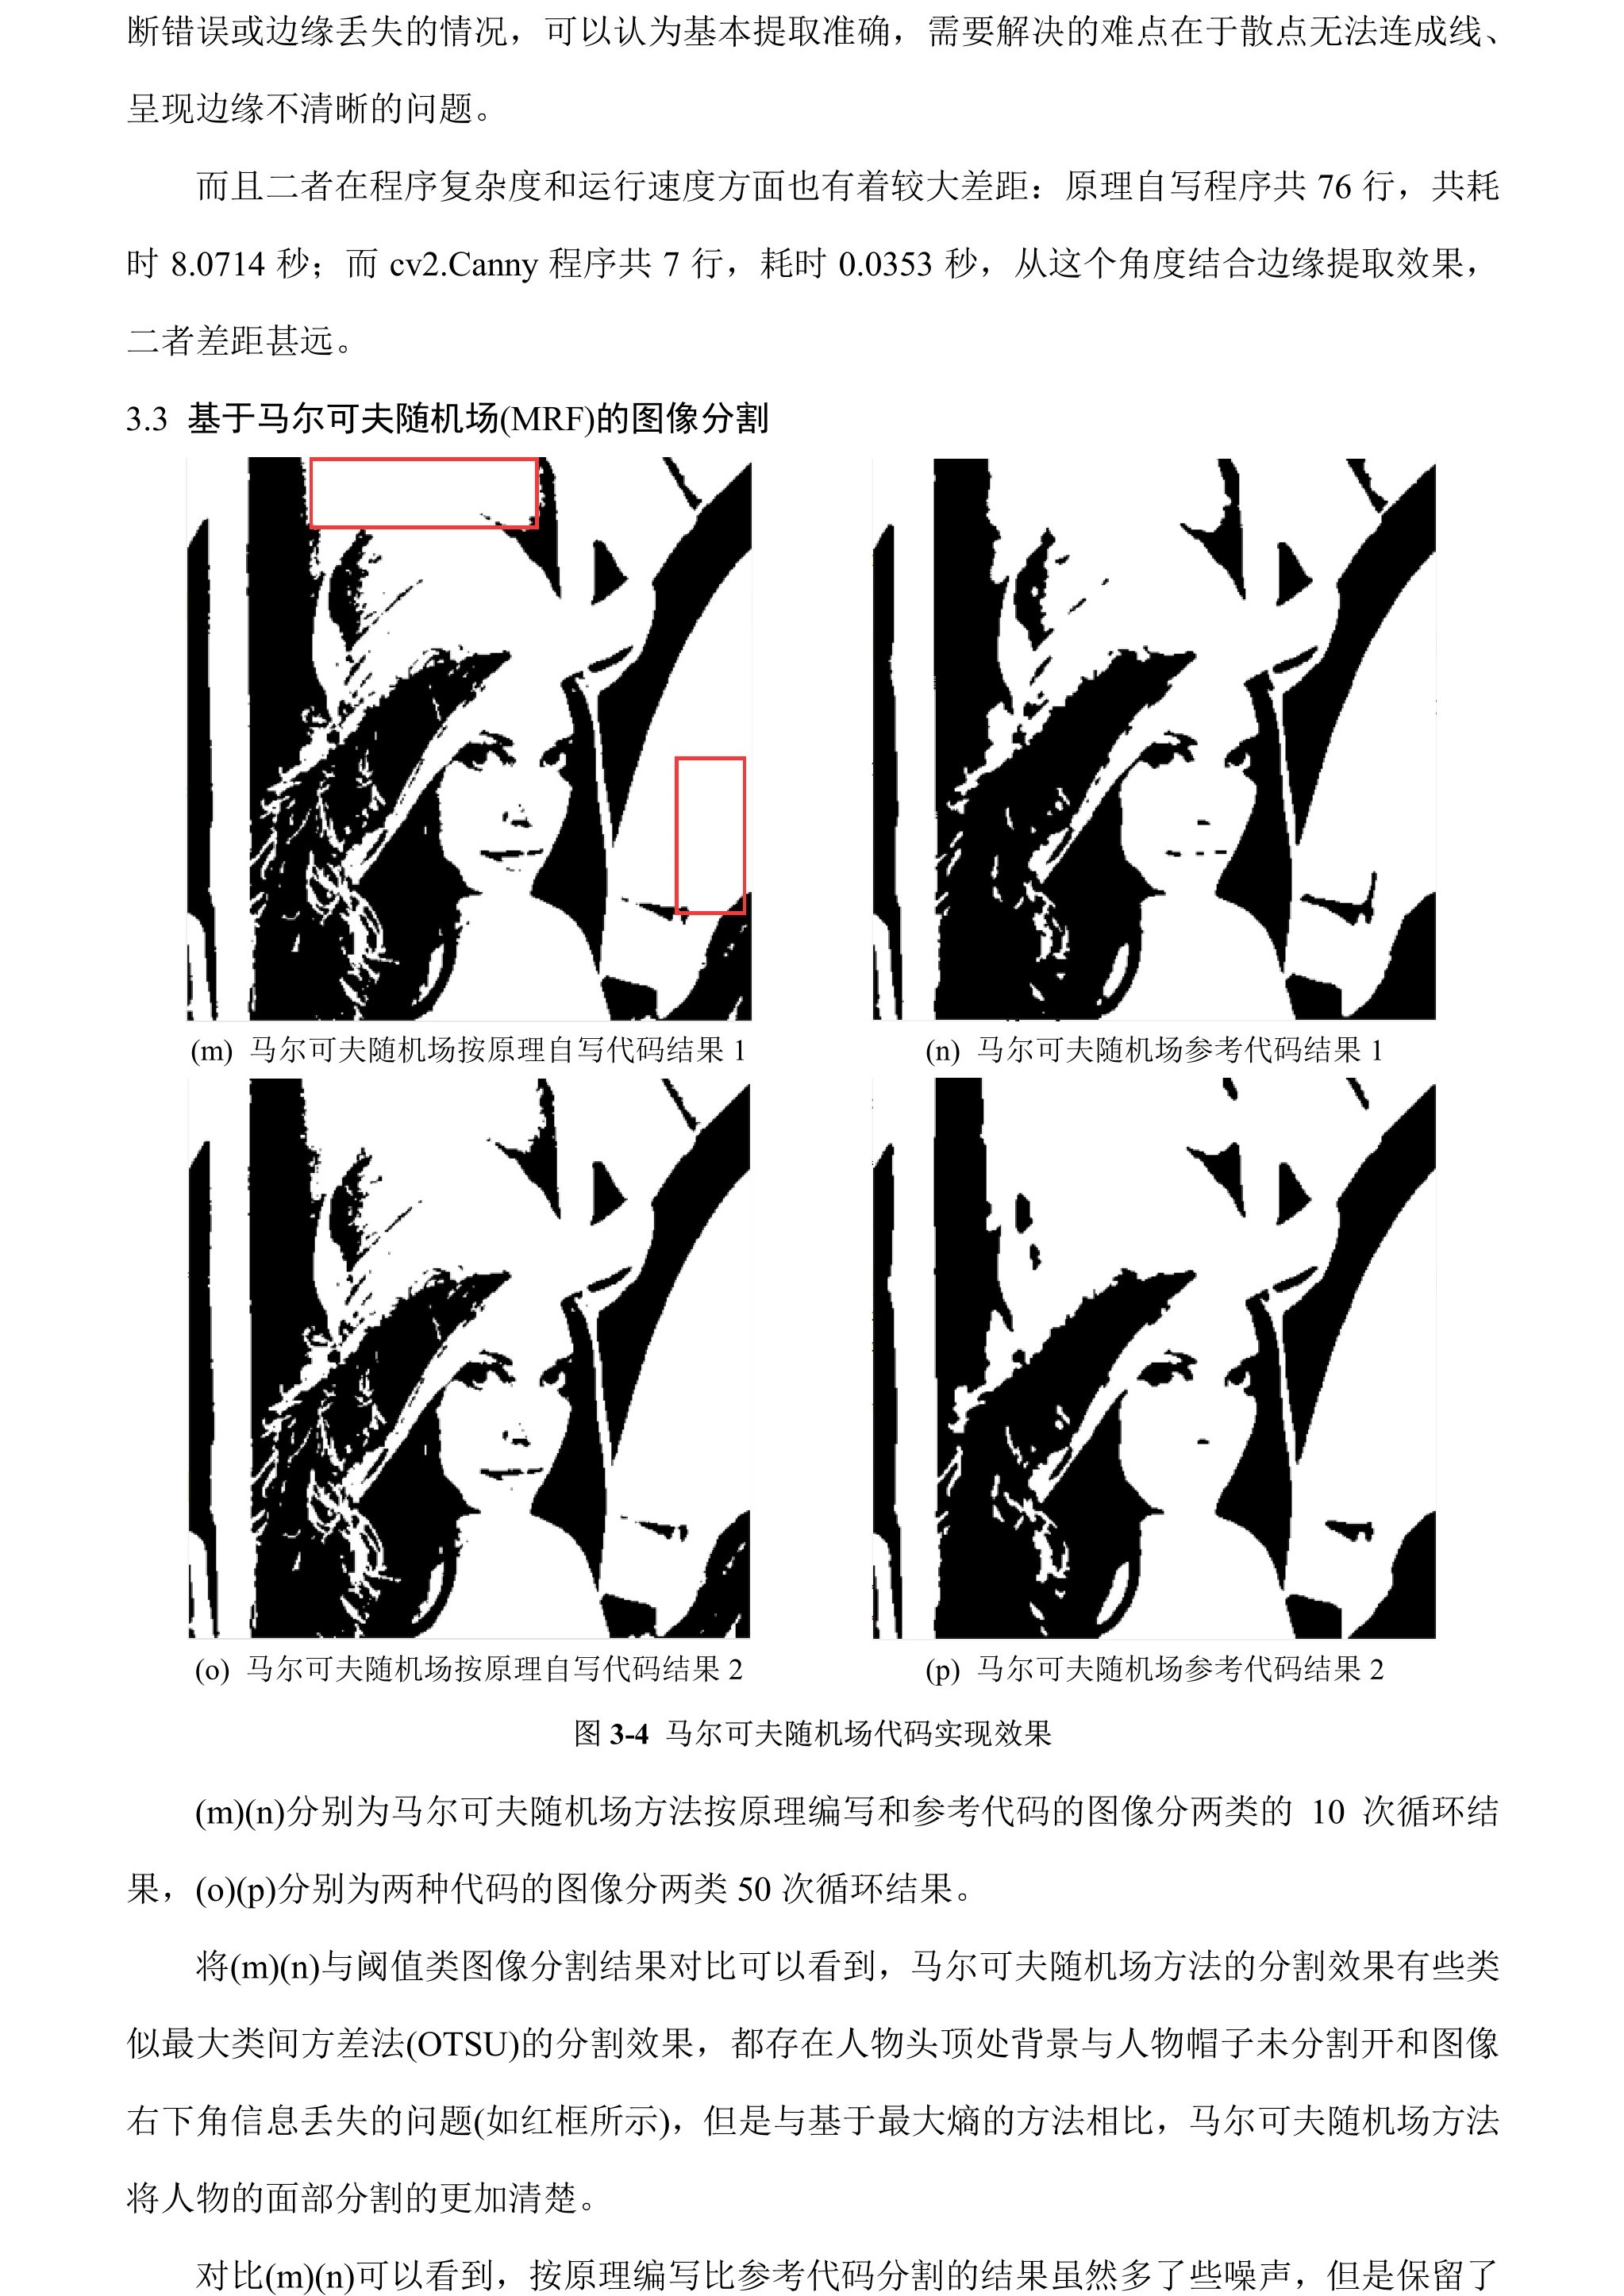 断错误或边缘丢失的情况，可以认为基本提取准确，需要解决的难点在于散点无法连成线、
呈现边缘不清晰的问题。
而且二者在程序复杂度和运行速度方面也有着较大差距：原理自写程序共 76 行，共耗
时 8.0714 秒；而 cv2.Canny 程序共 7 行，耗时 0.0353 秒，从这个角度结合边缘提取效果，
二者差距甚远。
3.3 基于马尔可夫随机场(MRF)的图像分割
(m) 马尔可夫随机场按原理自写代码结果 1
(n) 马尔可夫随机场参考代码结果 1
(o) 马尔可夫随机场按原理自写代码结果 2
(p) 马尔可夫随机场参考代码结果 2
图 3-4 马尔可夫随机场代码实现效果
(m)(n)分别为马尔可夫随机场方法按原理编写和参考代码的图像分两类的 10 次循环结
果，(o)(p)分别为两种代码的图像分两类 50 次循环结果。
将(m)(n)与阈值类图像分割结果对比可以看到，马尔可夫随机场方法的分割效果有些类
似最大类间方差法(OTSU)的分割效果，都存在人物头顶处背景与人物帽子未分割开和图像
右下角信息丢失的问题(如红框所示)，但是与基于最大熵的方法相比，马尔可夫随机场方法
将人物的面部分割的更加清楚。
对比(m)(n)可以看到，按原理编写比参考代码分割的结果虽然多了些噪声，但是保留了